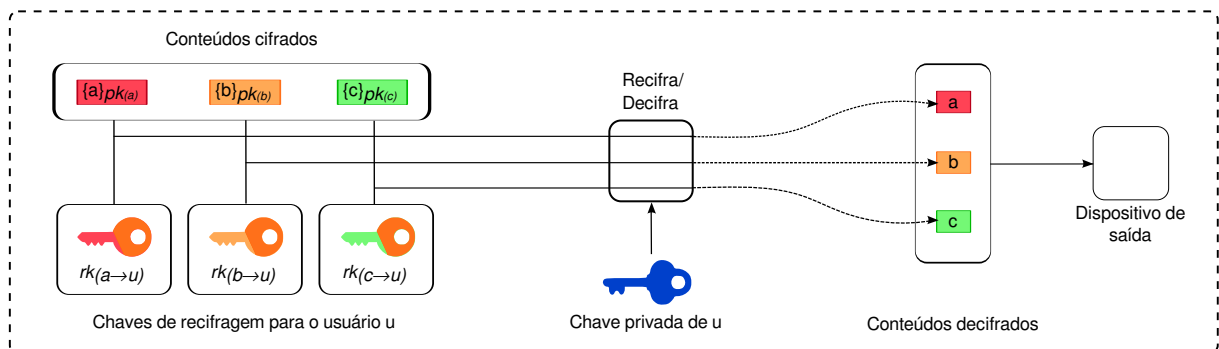 Conteúdos cifrados
{a}pk(a) {b}pk(b) {c}pk(c)
Recifra/
Decifra
a
b
c
Dispositivo de
saída
rk(a→u) rk(b→u) rk(c→u)
Chaves de recifragem para o usuário u
Chave privada de u
Conteúdos decifrados